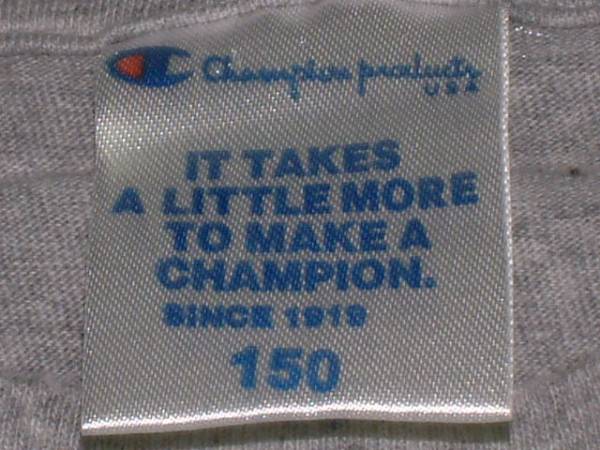 Champion products
USA
IT TAKES
A LITTLE MORE
TO MAKE A
CHAMPION.
SINCE 1919
150